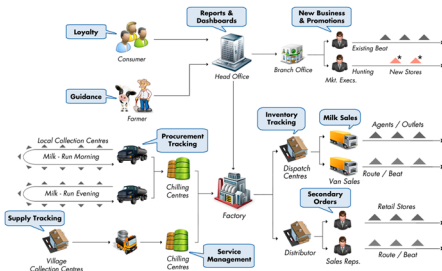 Loyalty
Consumer
Reports &
Dashboards
Head Office
Branch Office
New Business
& Promotions
Existing Beat
Hunting
New Stores
Mkt. Execs.
Guidance
Farmer
Local Collection Centres
Procurement
Tracking
Milk - Run Morning
Milk - Run Evening
Chilling
Centres
Factory
Inventory
Tracking
Dispatch
Centres
Milk Sales
Agents / Outlets
Van Sales
Route / Beat
Supply Tracking
Village
Collection Centres
Chilling
Centres
Service
Management
Distributor
Secondary
Orders
Retail Stores
Sales Reps.
Route / Beat